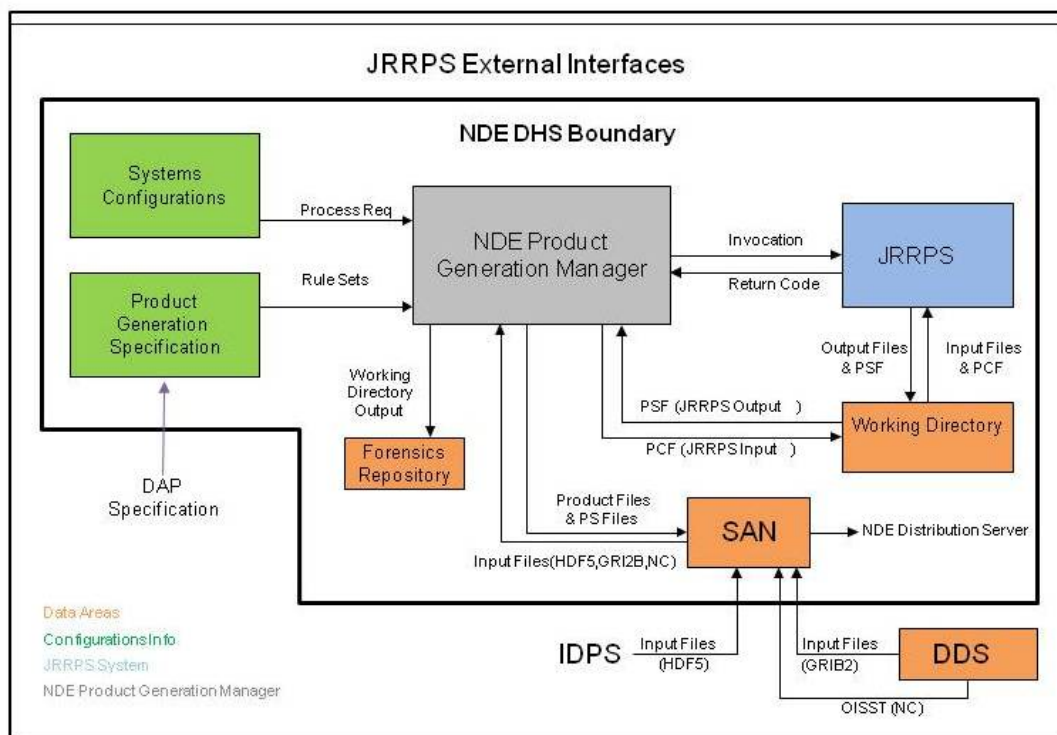 JRRPS External Interfaces
NDE DHS Boundary
Systems
Configurations
Process Req
NDE Product
Generation Manager
Invocation
Return Code
JRRPS
Product
Generation
Specification
Rule Sets
Working
Directory
Output
Output Files
& PSF
Input Files
& PCF
PSF (JRRPS Output )
PCF (JRRPS Input )
Working Directory
Forensics
Repository
DAP
Specification
Product Files
& PS Files
Input Files(HDF5,GRI2B,NC)
SAN
NDE Distribution Server
Data Areas
Configurations Info
JRRPS System
NDE Product Generation Manager
IDPS
Input Files
(HDF5)
Input Files
(GRIB2)
DDS
OISST (NC)